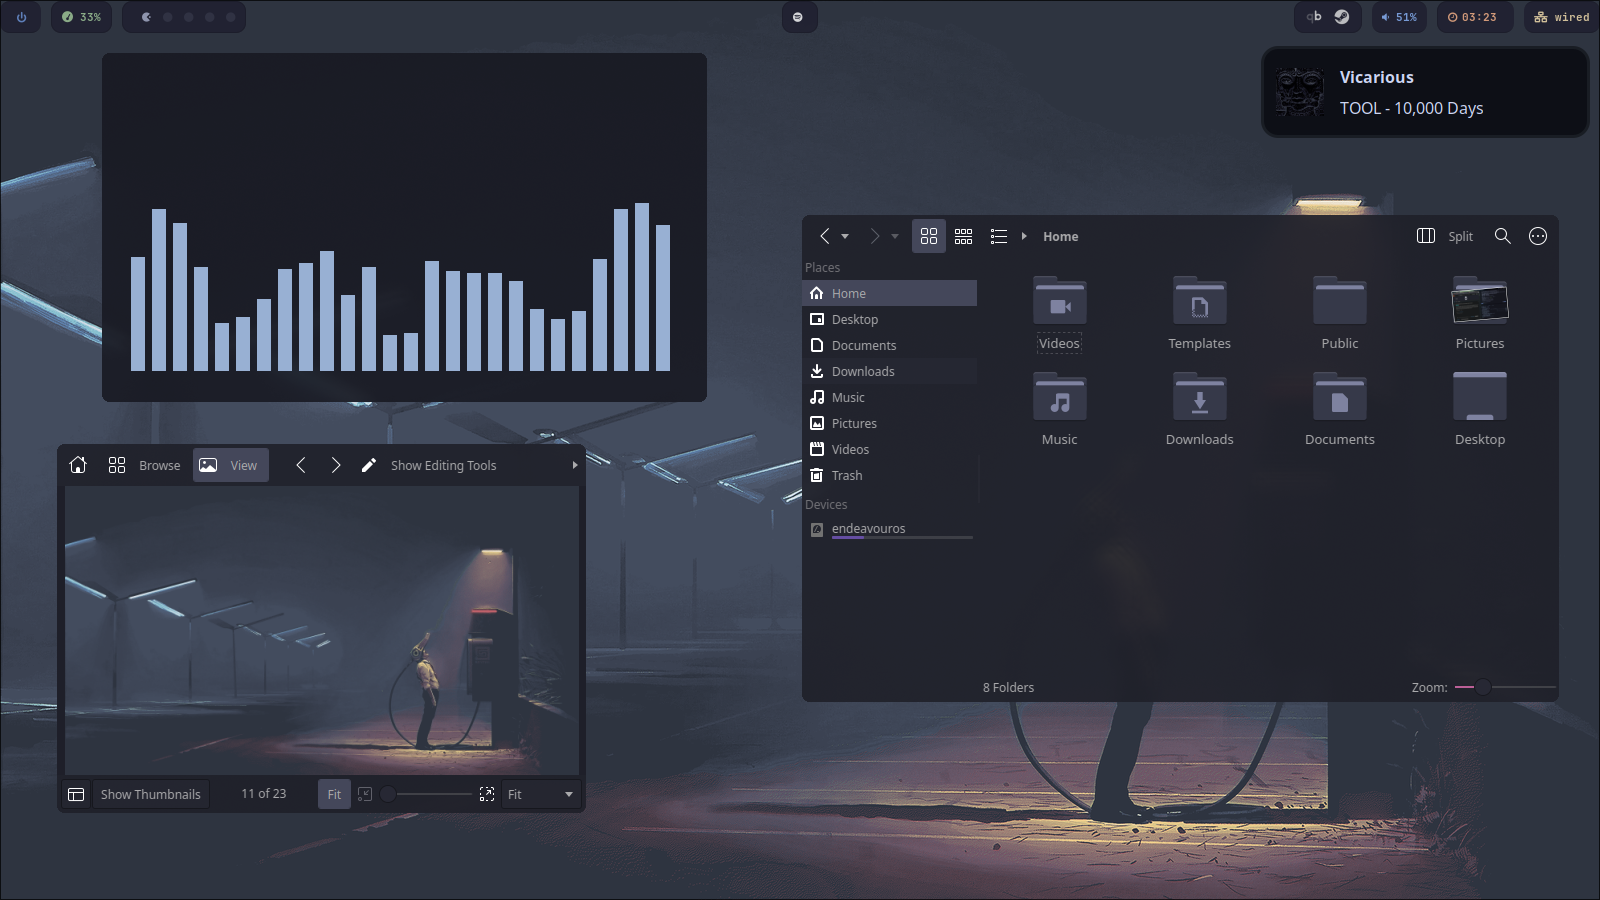 33%
qb
51%
03:23
wired
Vicarious
TOOL - 10,000 Days
Home
Split
Places
Home
Desktop
Documents
Downloads
Music
Pictures
Videos
Trash
Devices
endeavouros
Videos
Templates
Public
Pictures
Music
Downloads
Documents
Desktop
8 Folders
Zoom:
Browse
View
Show Editing Tools
Show Thumbnails
11 of 23
Fit
Fit